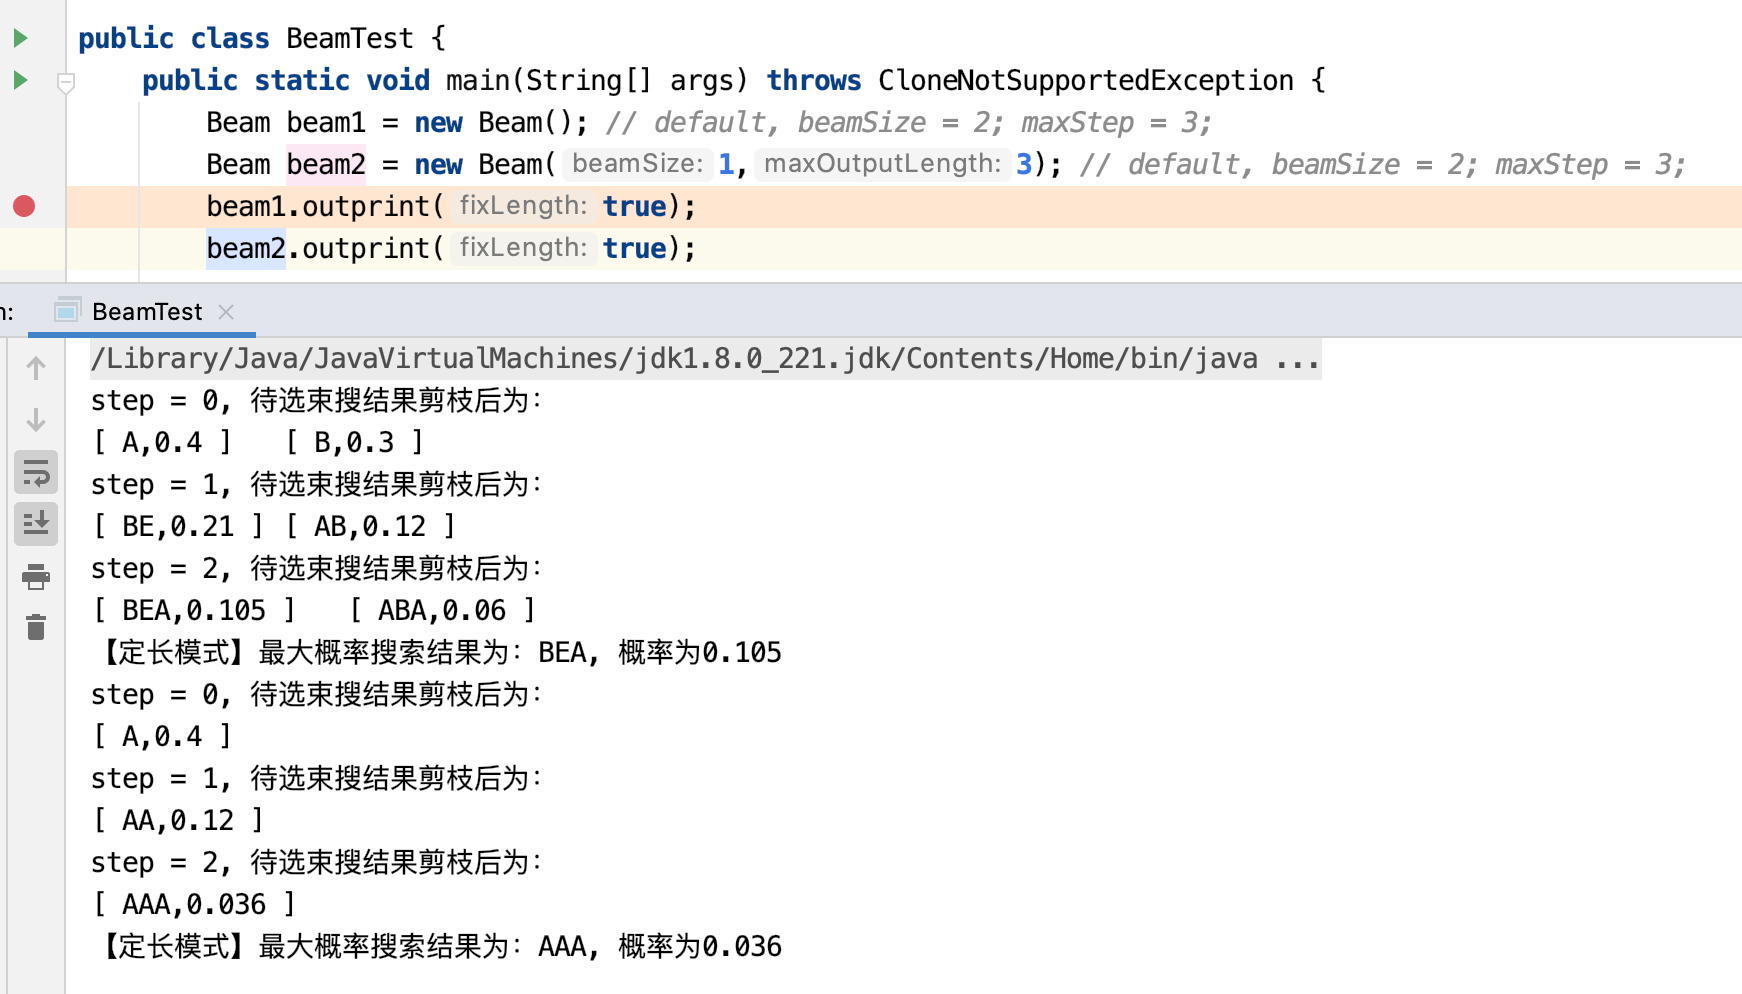 public class BeamTest {
public static void main(String[] args) throws CloneNotSupportedException {
Beam beam1 = new Beam(); // default, beamSize = 2; maxStep = 3;
Beam beam2 = new Beam( beamSize: 1, maxOutputLength: 3); // default, beamSize = 2; maxStep = 3;
beam1.outprint( fixLength: true);
beam2.outprint( fixLength: true);
n: BeamTest
/Library/Java/JavaVirtualMachines/jdk1.8.0_221.jdk/Contents/Home/bin/java ...
step = 0, 待选束搜结果剪枝后为:
[ A,0.4 ] [ B,0.3 ]
step = 1, 待选束搜结果剪枝后为:
[ BE,0.21 ] [ AB,0.12 ]
step = 2, 待选束搜结果剪枝后为:
[ BEA,0.105 ] [ ABA,0.06 ]
【定长模式】最大概率搜索结果为: BEA, 概率为0.105
step = 0, 待选束搜结果剪枝后为:
[ A,0.4 ]
step = 1, 待选束搜结果剪枝后为:
[ AA,0.12 ]
step = 2, 待选束搜结果剪枝后为:
[ AAA,0.036 ]
【定长模式】最大概率搜索结果为: AAA, 概率为0.036